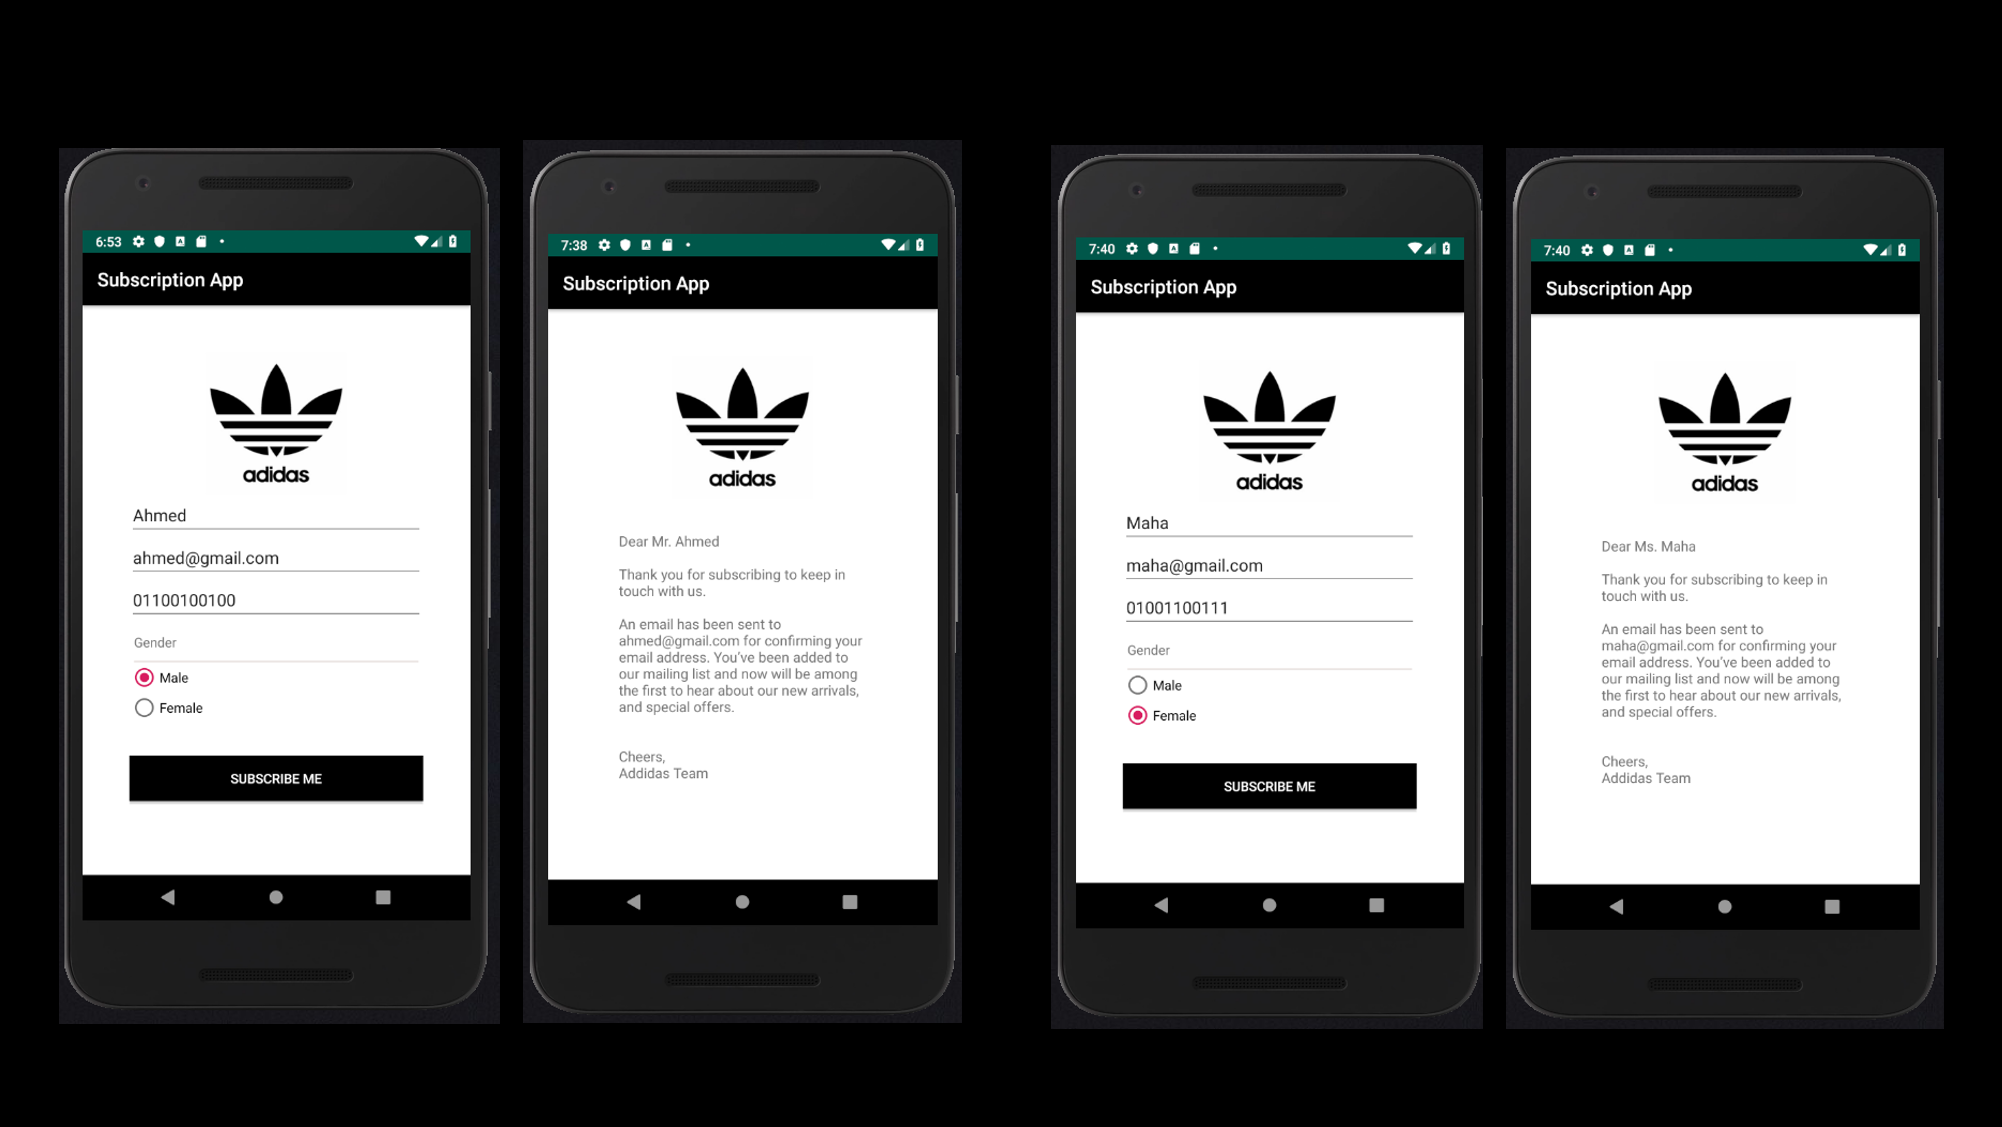 6:53
Subscription App
adidas
Ahmed
ahmed@gmail.com
01100100100
Gender
Male
Female
SUBSCRIBE ME
7:38
Subscription App
adidas
Dear Mr. Ahmed
Thank you for subscribing to keep in
touch with us.
An email has been sent to
ahmed@gmail.com for confirming your
email address. You've been added to
our mailing list and now will be among
the first to hear about our new arrivals,
and special offers.
Cheers,
Addidas Team
7:40
Subscription App
adidas
Maha
maha@gmail.com
01001100111
Gender
Male
Female
SUBSCRIBE ME
7:40
Subscription App
adidas
Dear Ms. Maha
Thank you for subscribing to keep in
touch with us.
An email has been sent to
maha@gmail.com for confirming your
email address. You've been added to
our mailing list and now will be among
the first to hear about our new arrivals,
and special offers.
Cheers,
Addidas Team